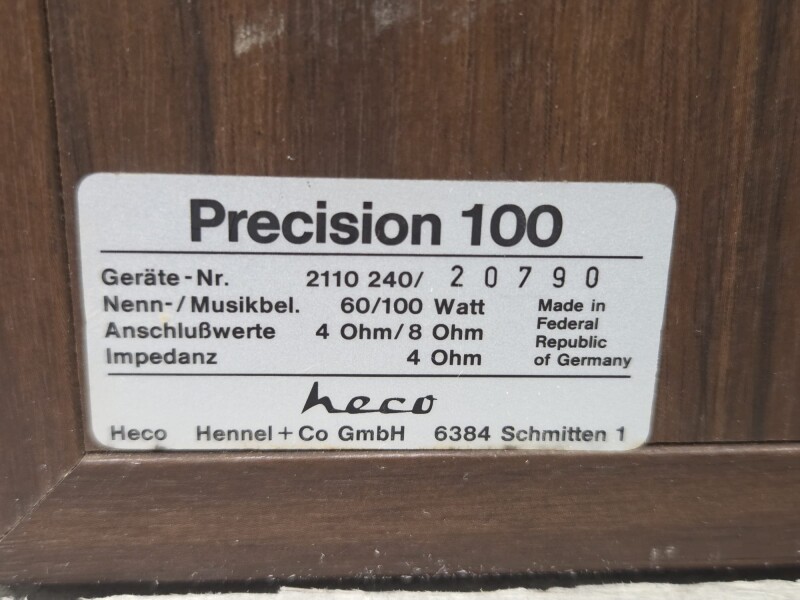 Precision 100
Geräte-Nr. 2110 240/ 20790
Nenn-/Musikbel. 60/100 Watt
Anschlußwerte 4 Ohm/8 Ohm
Impedanz 4 Ohm
Made in
Federal
Republic
of Germany
heco
Heco Hennel + Co GmbH 6384 Schmitten 1